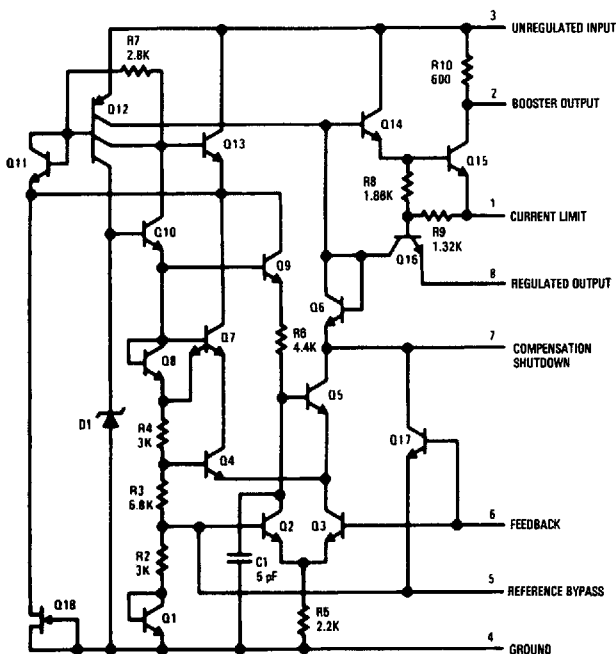 3 UNREGULATED INPUT
R7
2.8K
R10
600
Q12
2 BOOSTER OUTPUT
Q14
Q13
Q15
Q11
R8
1.86K
1 CURRENT LIMIT
R9
1.32K
Q10
Q16
Q9
8 REGULATED OUTPUT
Q6
R6
4.4K
7 COMPENSATION
SHUTDOWN
Q7
Q8
Q5
D1
R4
3K
Q17
Q4
R3
6.8K
6 FEEDBACK
Q2
Q3
R2
3K
C1
5 pF
5 REFERENCE BYPASS
Q18
Q1
R5
2.2K
4 GROUND